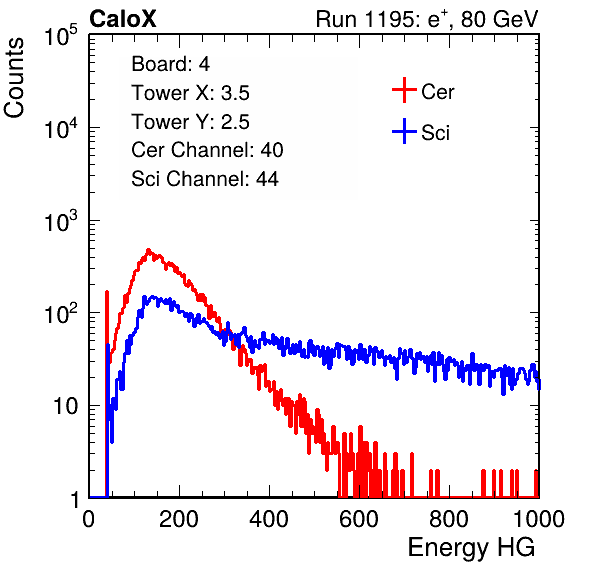 CaloX Run 1195: e⁺, 80 GeV
Counts
Board: 4
Tower X: 3.5
Tower Y: 2.5
Cer Channel: 40
Sci Channel: 44
Cer
Sci
10⁵
10⁴
10³
10²
10
1
0 200 400 600 800 1000
Energy HG